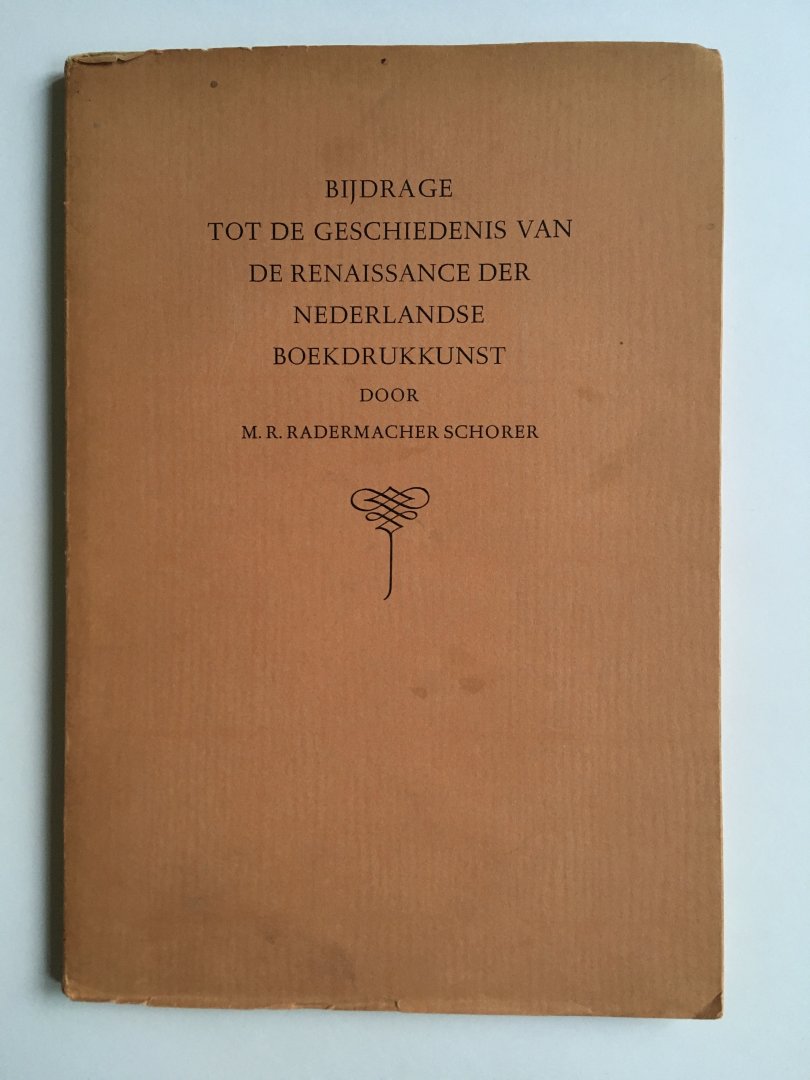 BIJDRAGE
TOT DE GESCHIEDENIS VAN
DE RENAISSANCE DER
NEDERLANDSE
BOEKDRUKKUNST
DOOR
M. R. RADERMACHER SCHORER